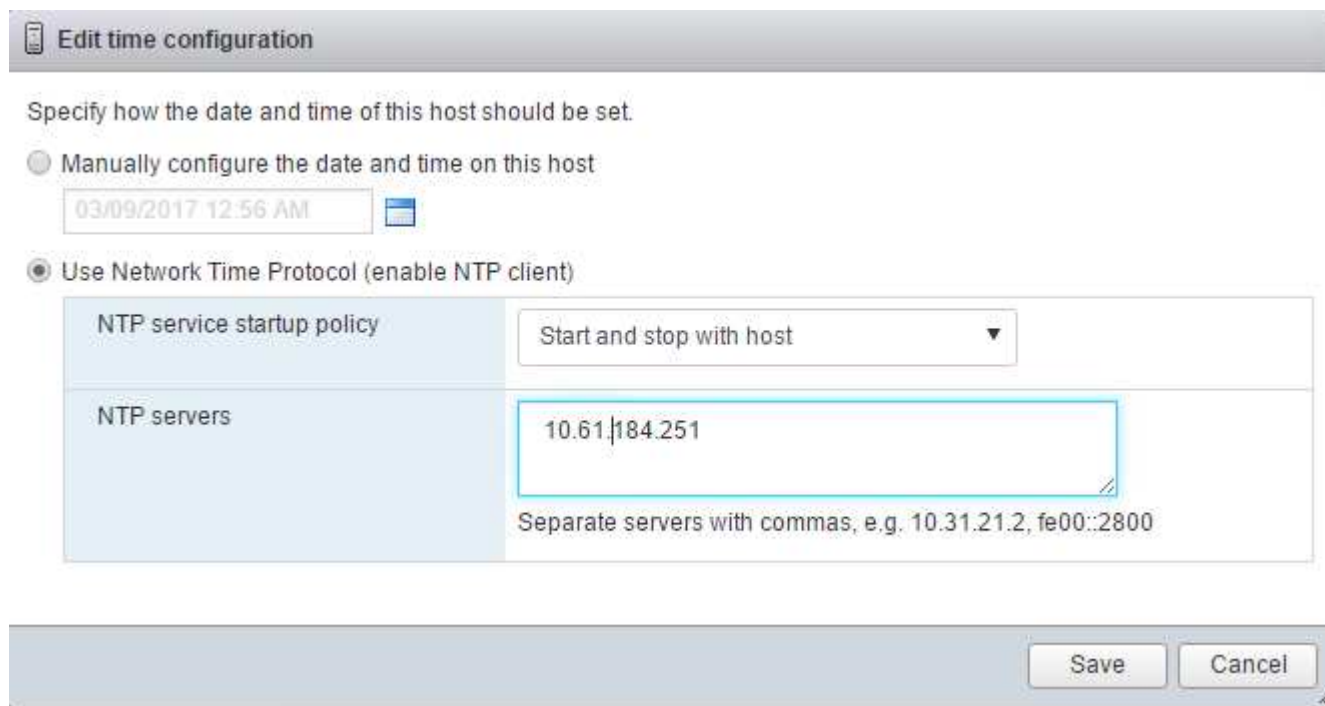 Edit time configuration
Specify how the date and time of this host should be set.
Manually configure the date and time on this host
03/09/2017 12:56 AM
Use Network Time Protocol (enable NTP client)
NTP service startup policy
Start and stop with host
NTP servers
10.61.184.251
Separate servers with commas, e.g. 10.31.21.2, fe00::2800
Save
Cancel